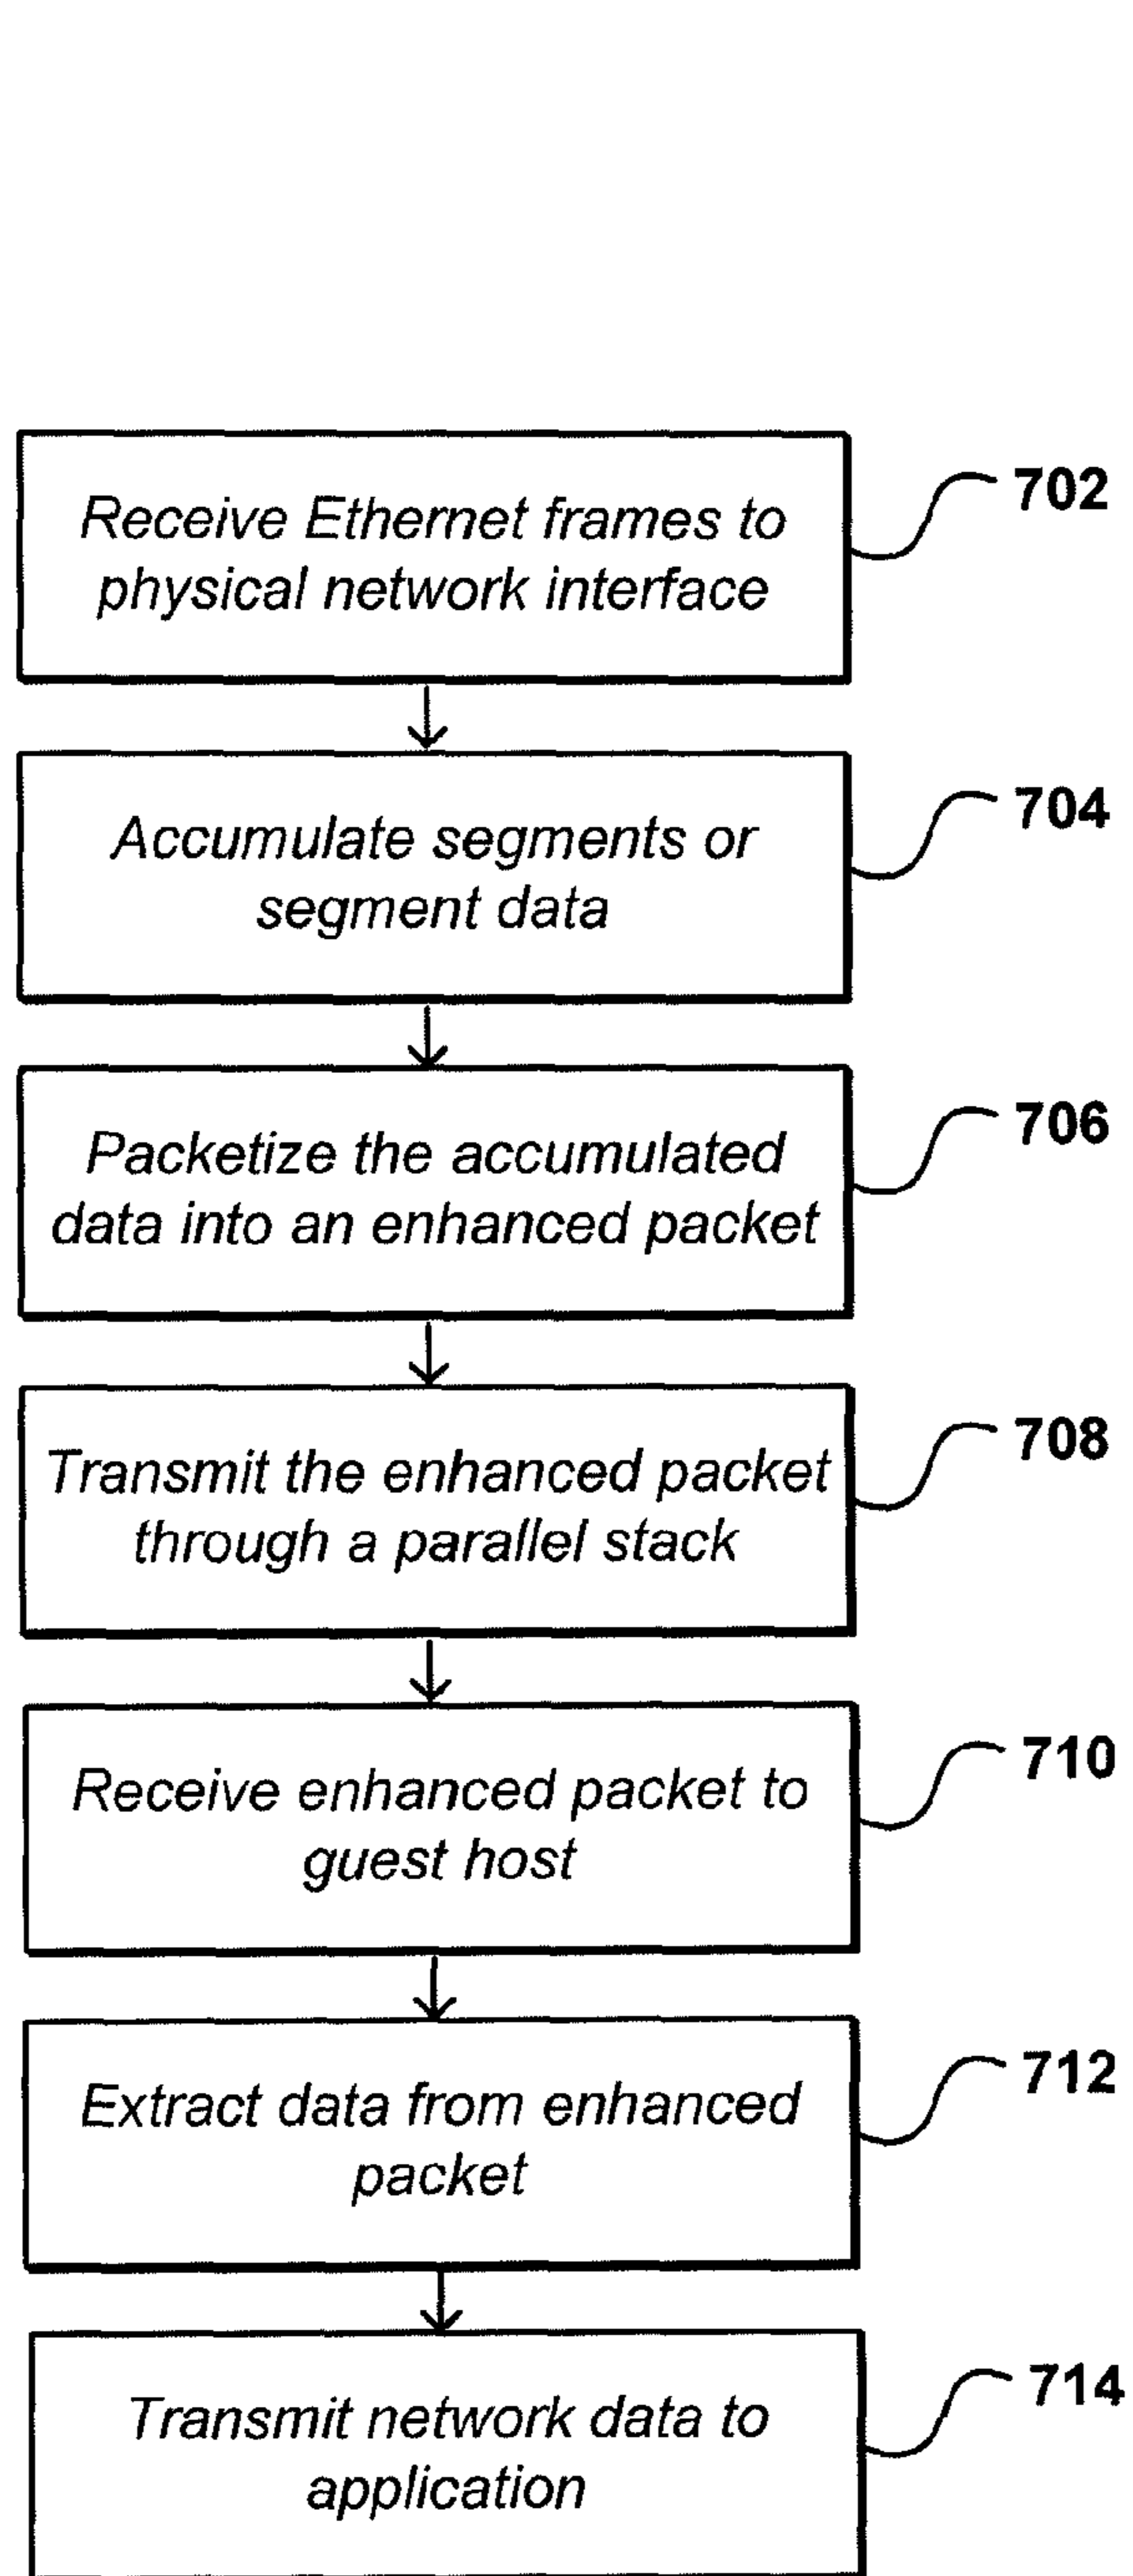 Receive Ethernet frames to
physical network interface
702
Accumulate segments or
segment data
704
Packetize the accumulated
data into an enhanced packet
706
Transmit the enhanced packet
through a parallel stack
708
Receive enhanced packet to
guest host
710
Extract data from enhanced
packet
712
Transmit network data to
application
714